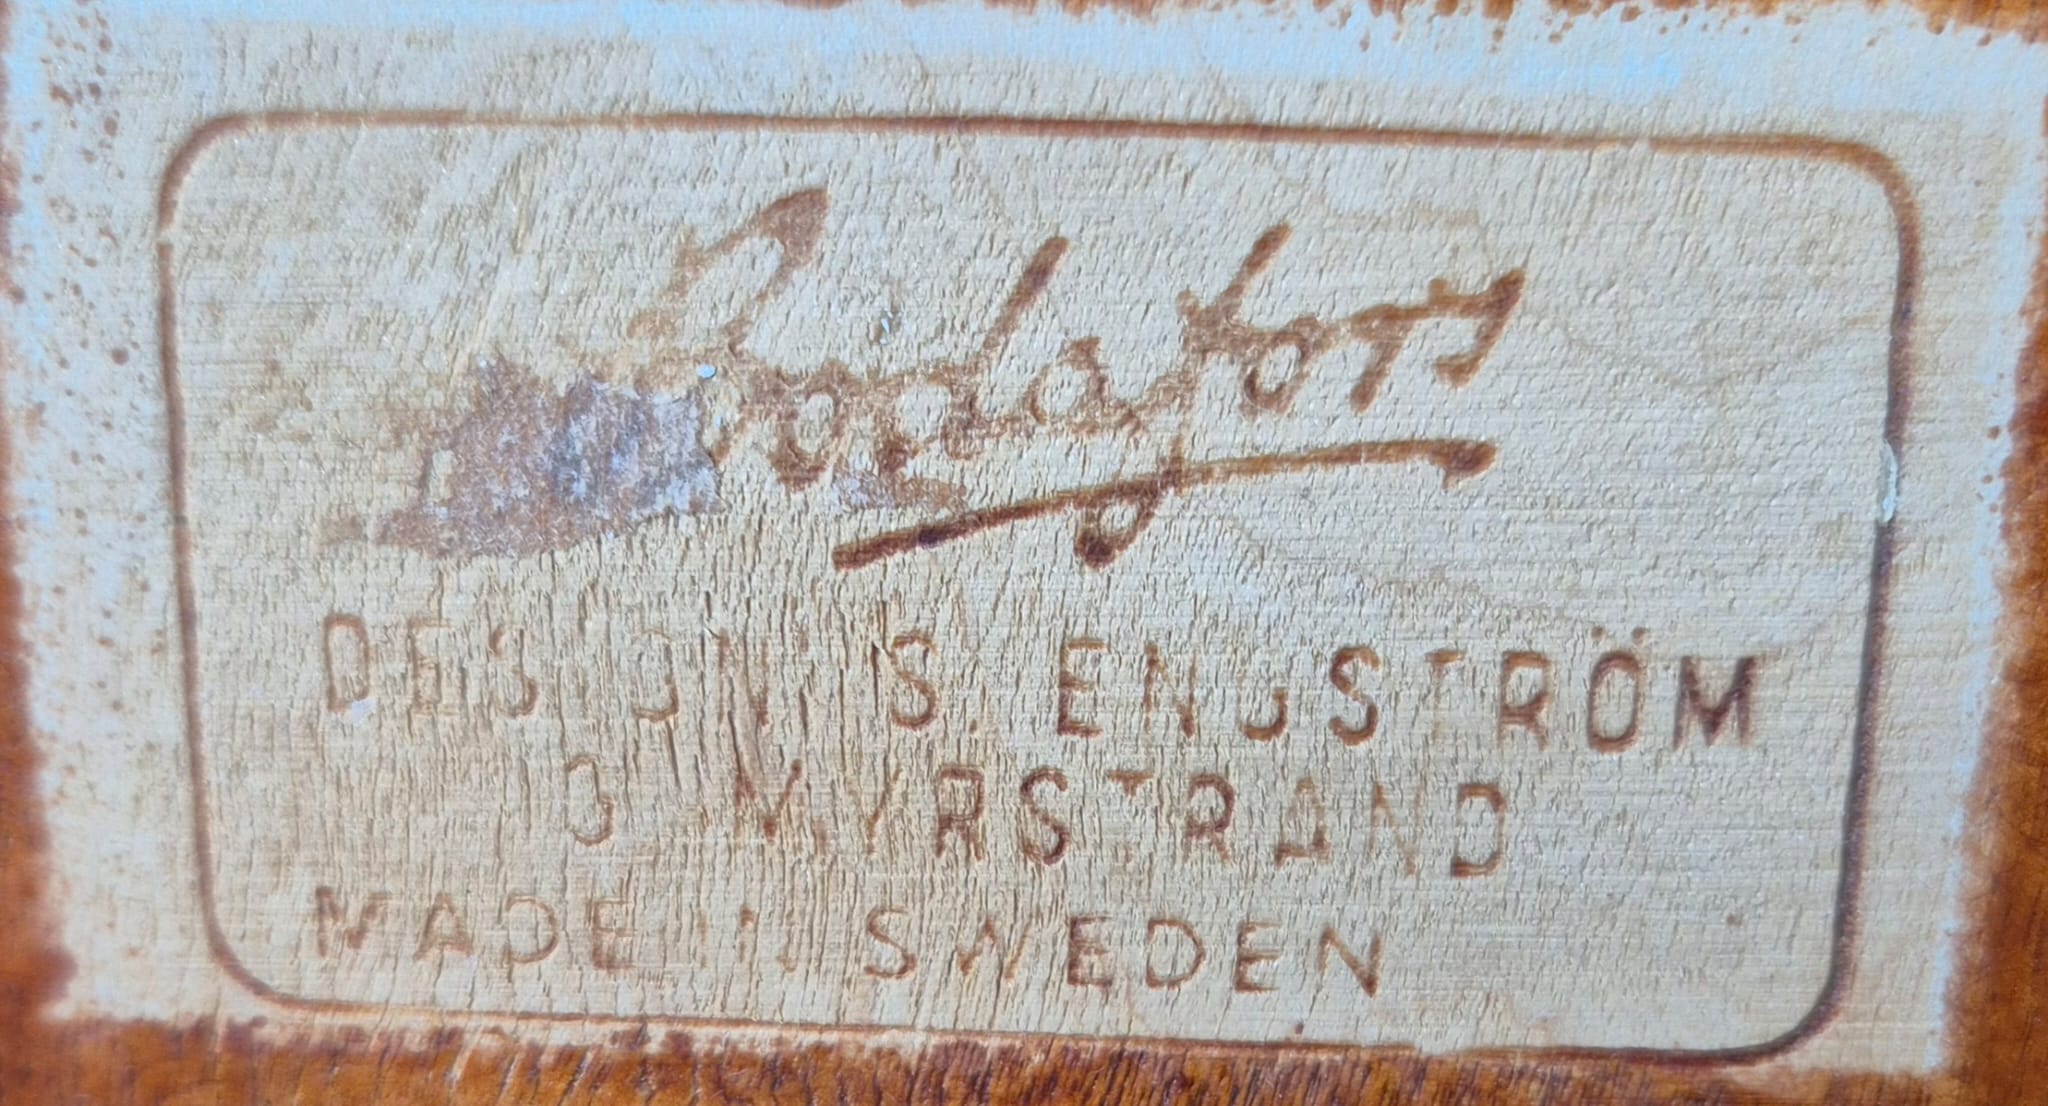 Bodafors
DESIGN S. ENGSTRÖM
G. MYRSTRAND
MADE IN SWEDEN